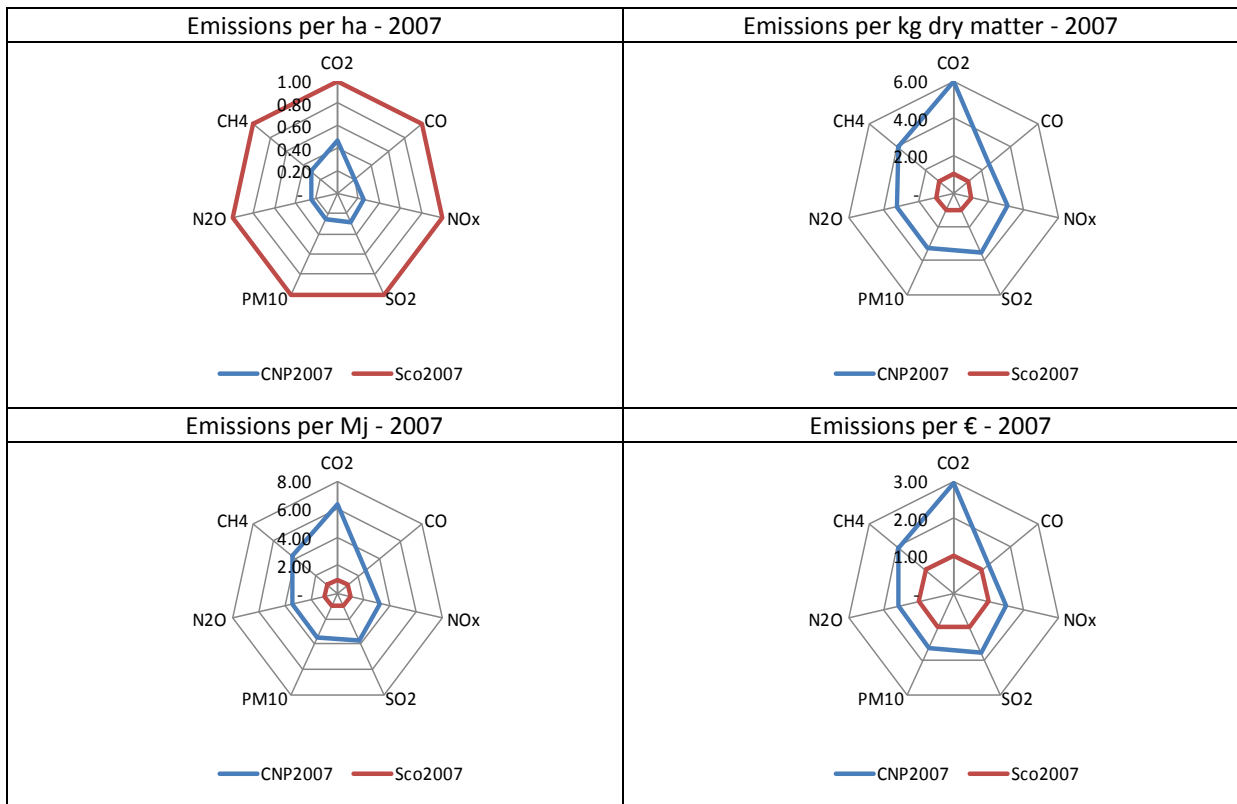 Emissions per ha - 2007
CO2
1.00
0.80
0.60
0.40
0.20
-
CH4
CO
N2O
NOx
PM10
SO2
CNP2007 Sco2007
Emissions per kg dry matter - 2007
CO2
6.00
4.00
2.00
-
CH4
CO
N2O
NOx
PM10
SO2
CNP2007 Sco2007
Emissions per Mj - 2007
CO2
8.00
6.00
4.00
2.00
-
CH4
CO
N2O
NOx
PM10
SO2
CNP2007 Sco2007
Emissions per € - 2007
CO2
3.00
2.00
1.00
-
CH4
CO
N2O
NOx
PM10
SO2
CNP2007 Sco2007